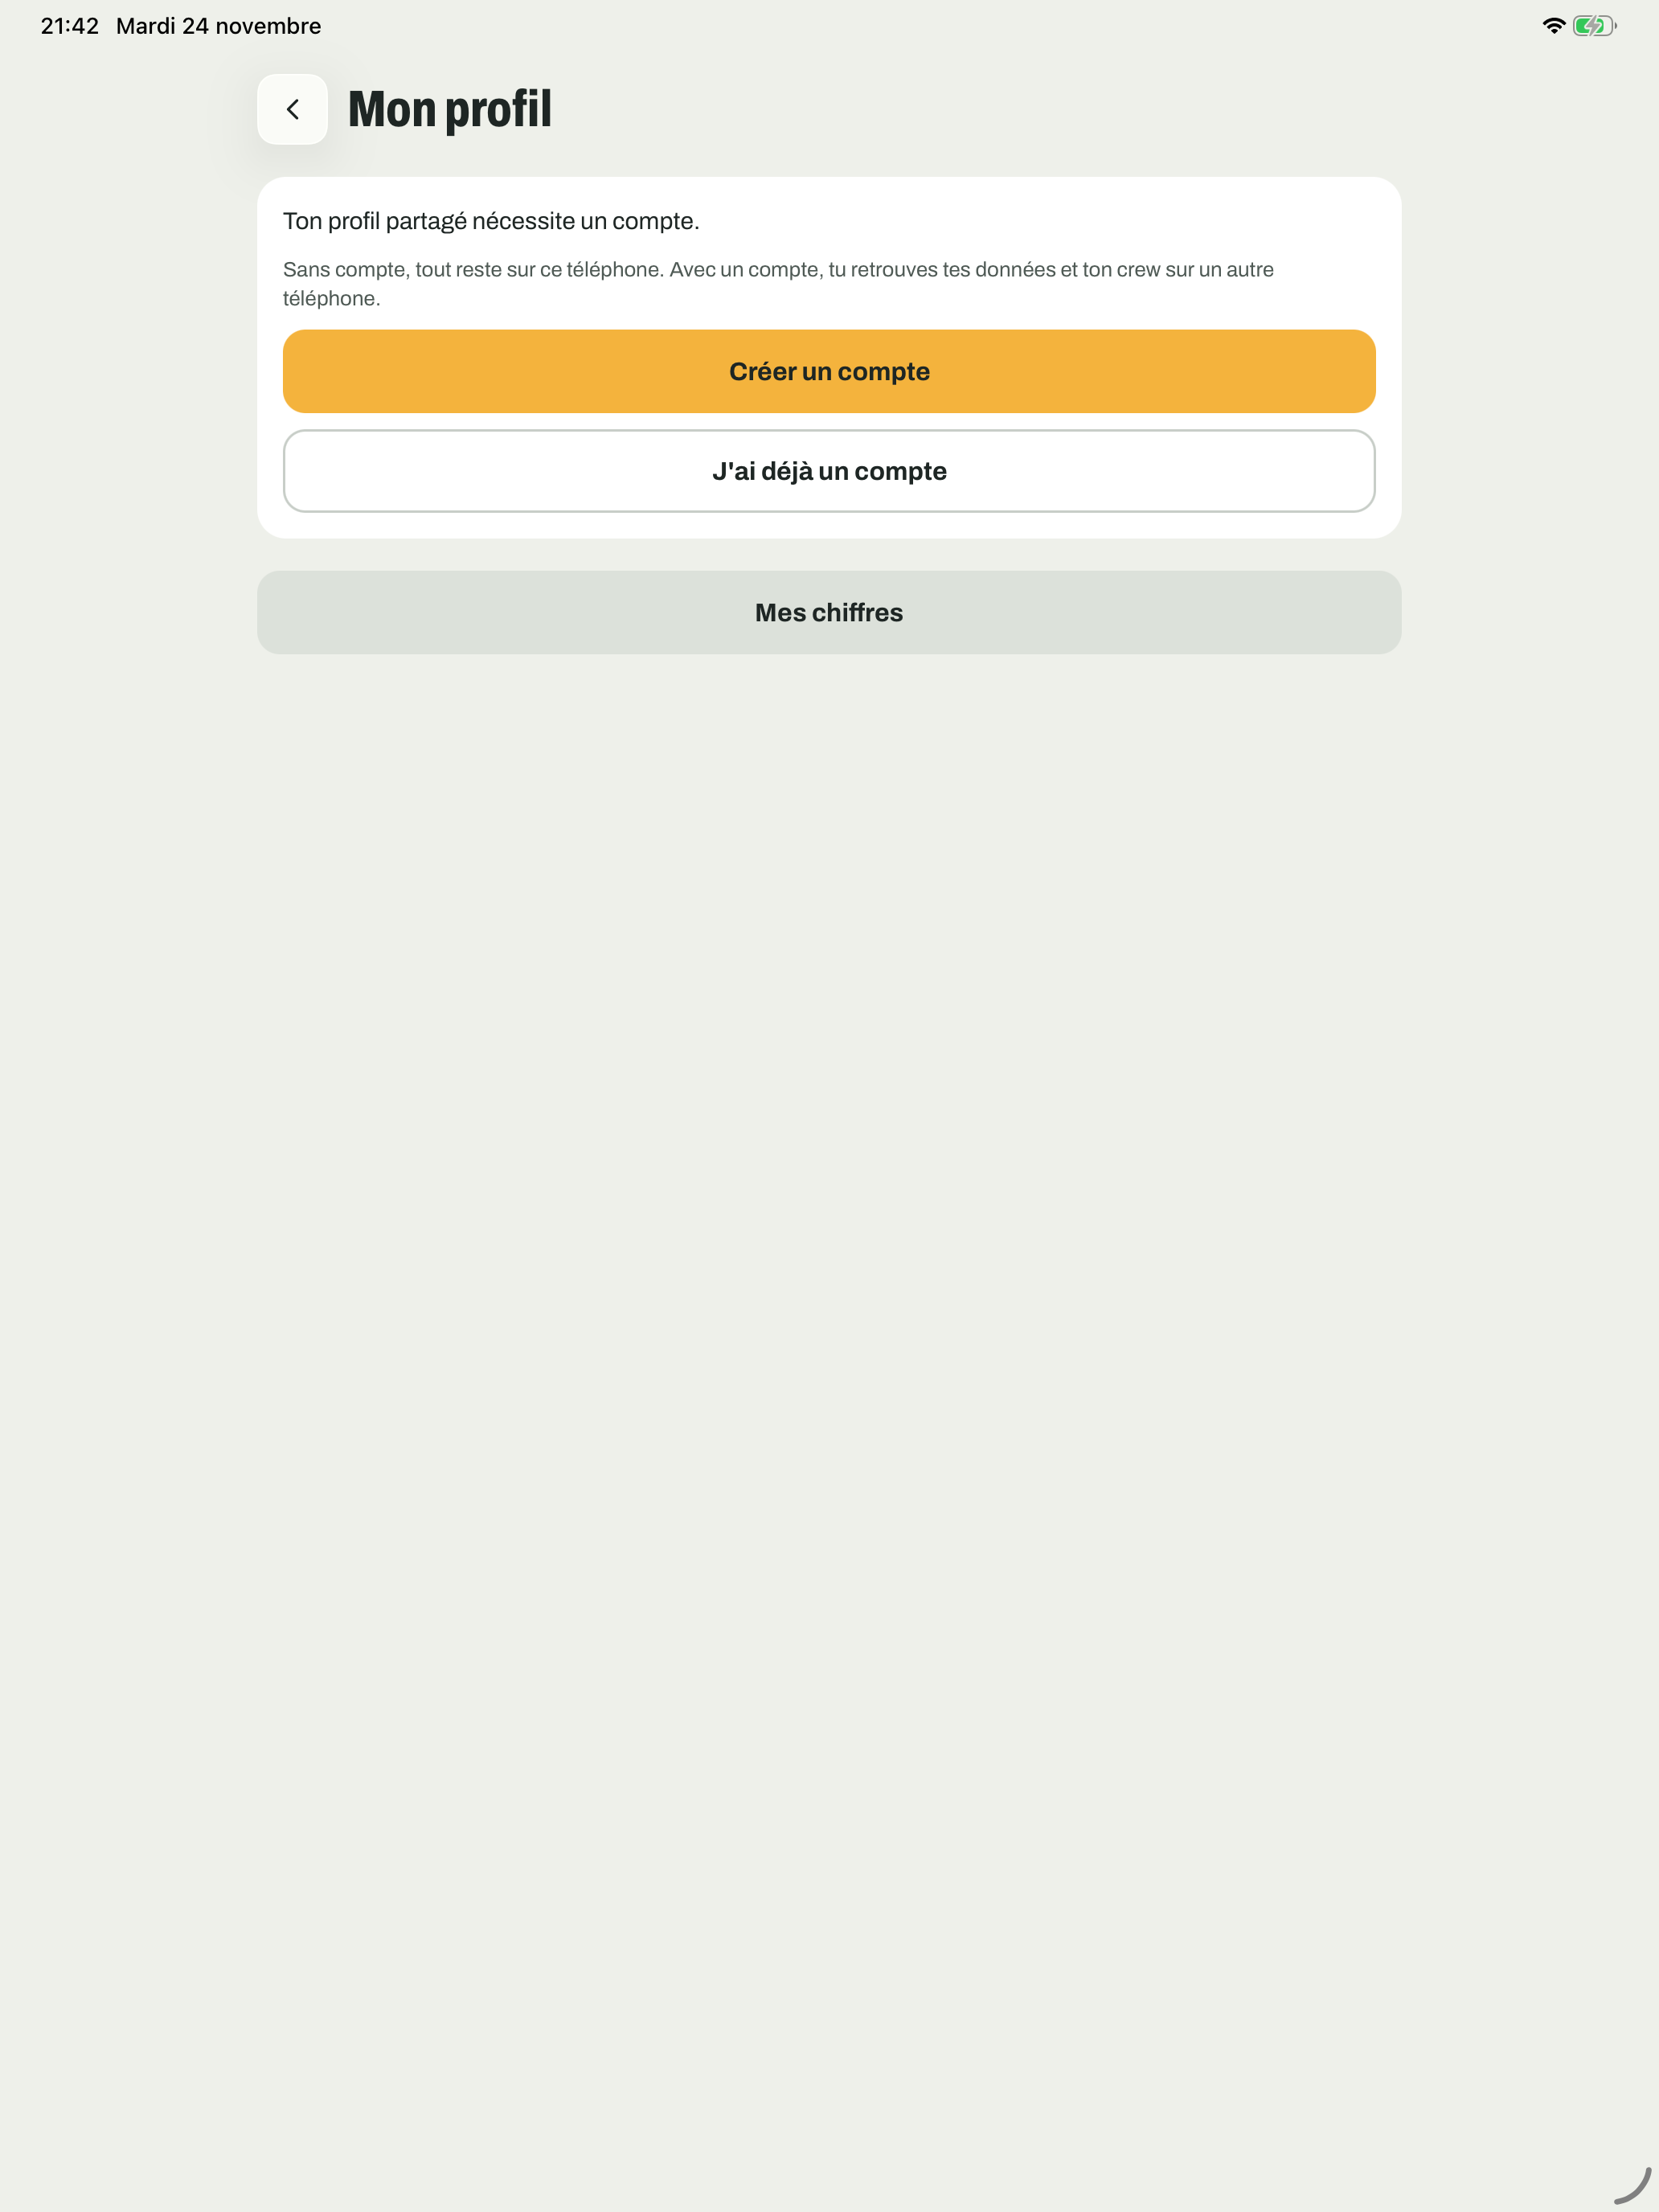 21:42 Mardi 24 novembre
Mon profil
Ton profil partagé nécessite un compte.
Sans compte, tout reste sur ce téléphone. Avec un compte, tu retrouves tes données et ton crew sur un autre
téléphone.
Créer un compte
J'ai déjà un compte
Mes chiffres